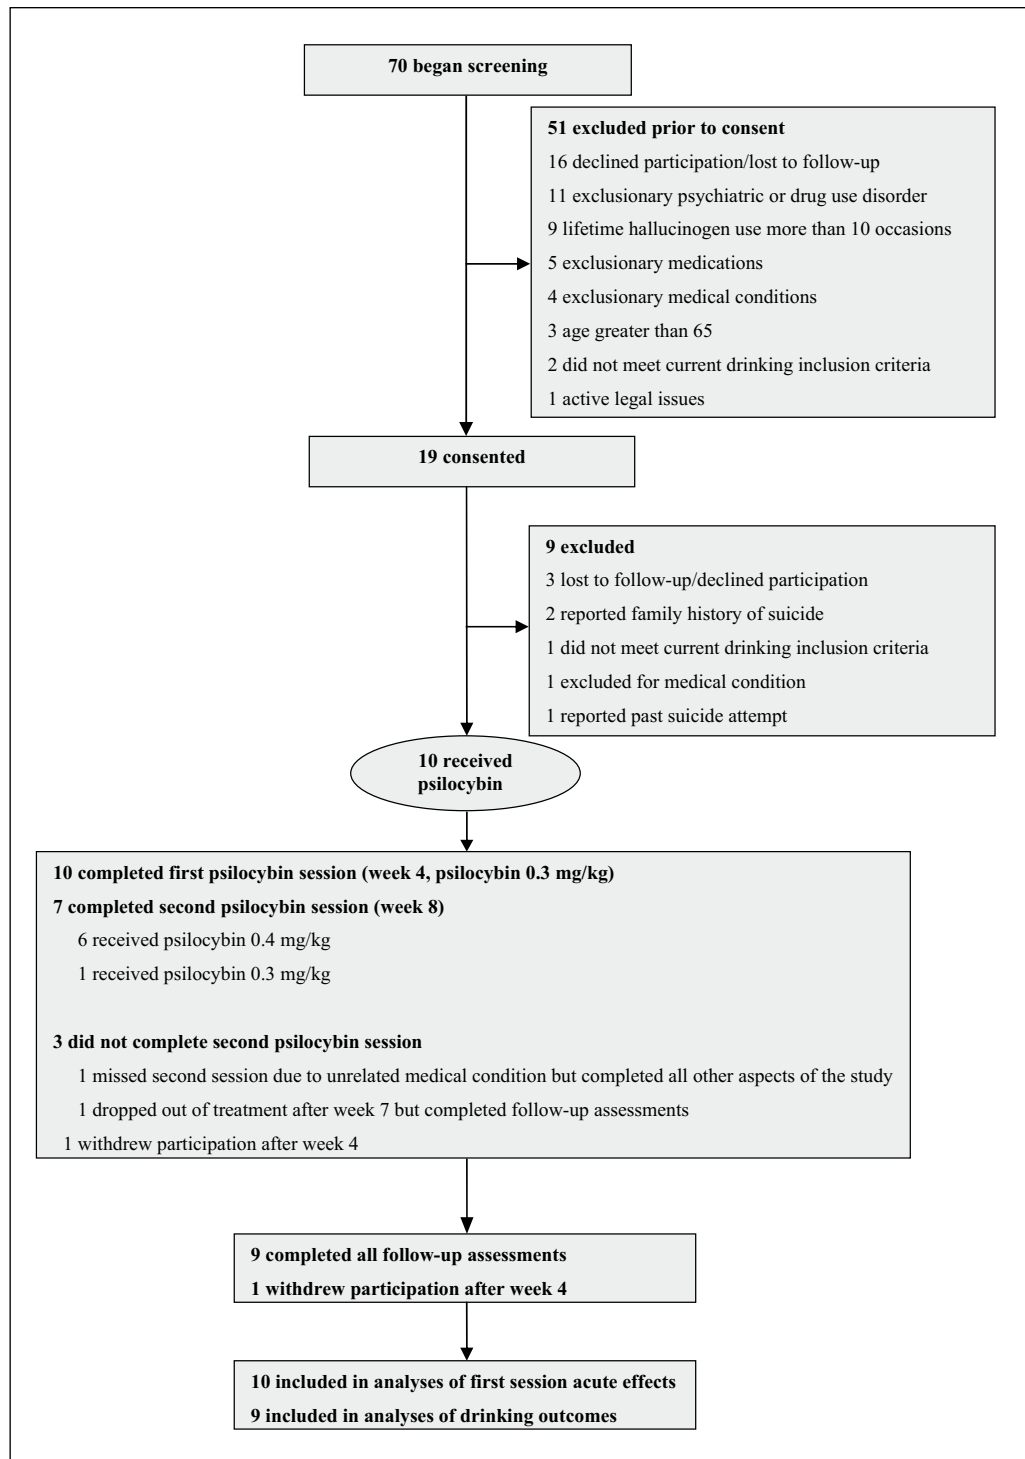 70 began screening
51 excluded prior to consent
16 declined participation/lost to follow-up
11 exclusionary psychiatric or drug use disorder
9 lifetime hallucinogen use more than 10 occasions
5 exclusionary medications
4 exclusionary medical conditions
3 age greater than 65
2 did not meet current drinking inclusion criteria
1 active legal issues
19 consented
9 excluded
3 lost to follow-up/declined participation
2 reported family history of suicide
1 did not meet current drinking inclusion criteria
1 excluded for medical condition
1 reported past suicide attempt
10 received
psilocybin
10 completed first psilocybin session (week 4, psilocybin 0.3 mg/kg)
7 completed second psilocybin session (week 8)
6 received psilocybin 0.4 mg/kg
1 received psilocybin 0.3 mg/kg
3 did not complete second psilocybin session
1 missed second session due to unrelated medical condition but completed all other aspects of the study
1 dropped out of treatment after week 7 but completed follow-up assessments
1 withdrew participation after week 4
9 completed all follow-up assessments
1 withdrew participation after week 4
10 included in analyses of first session acute effects
9 included in analyses of drinking outcomes